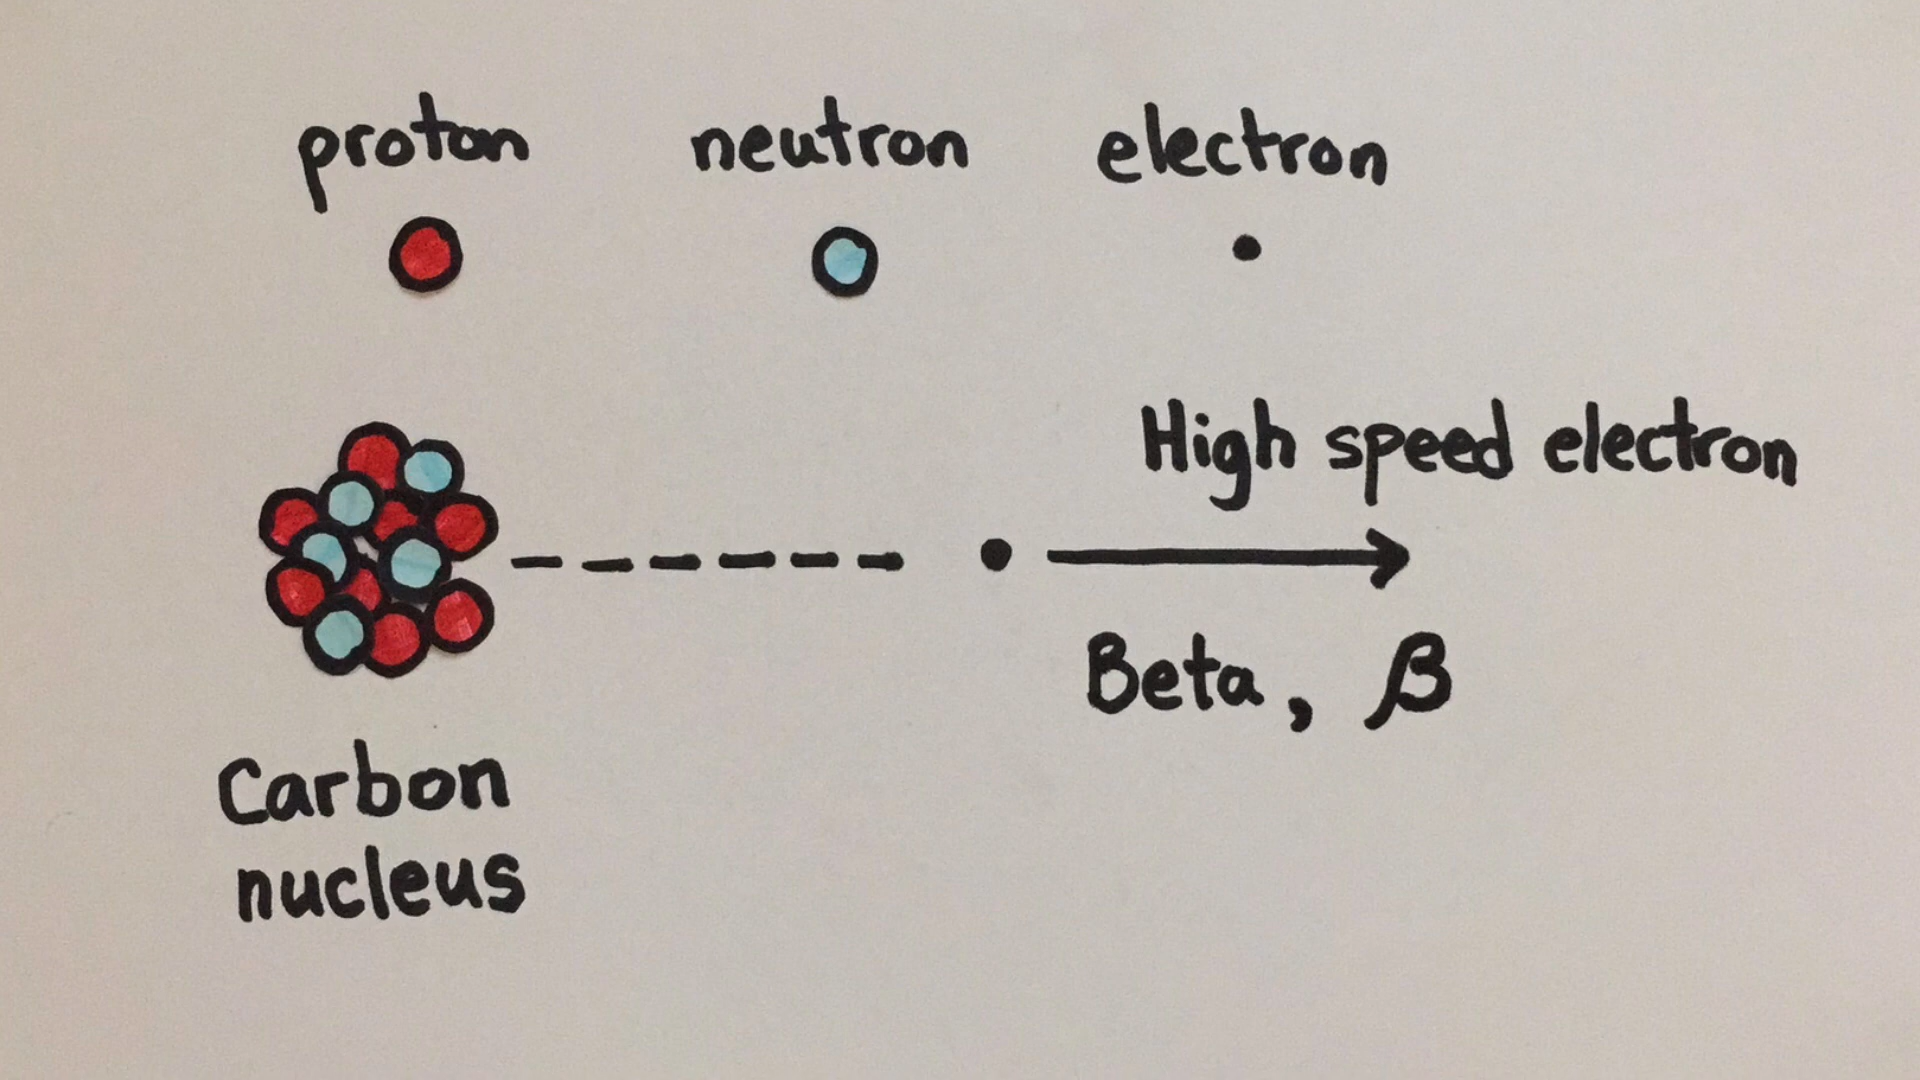 proton neutron electron
High speed electron
Beta, β
Carbon
nucleus